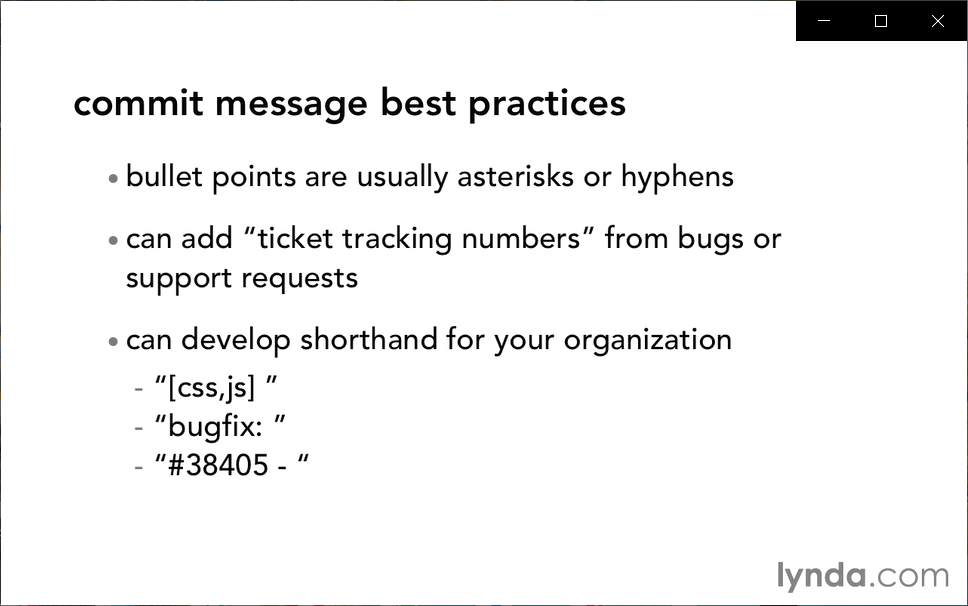 commit message best practices
• bullet points are usually asterisks or hyphens
• can add “ticket tracking numbers” from bugs or
support requests
• can develop shorthand for your organization
- “[css,js] ”
- “bugfix: ”
- “#38405 - “
lynda.com